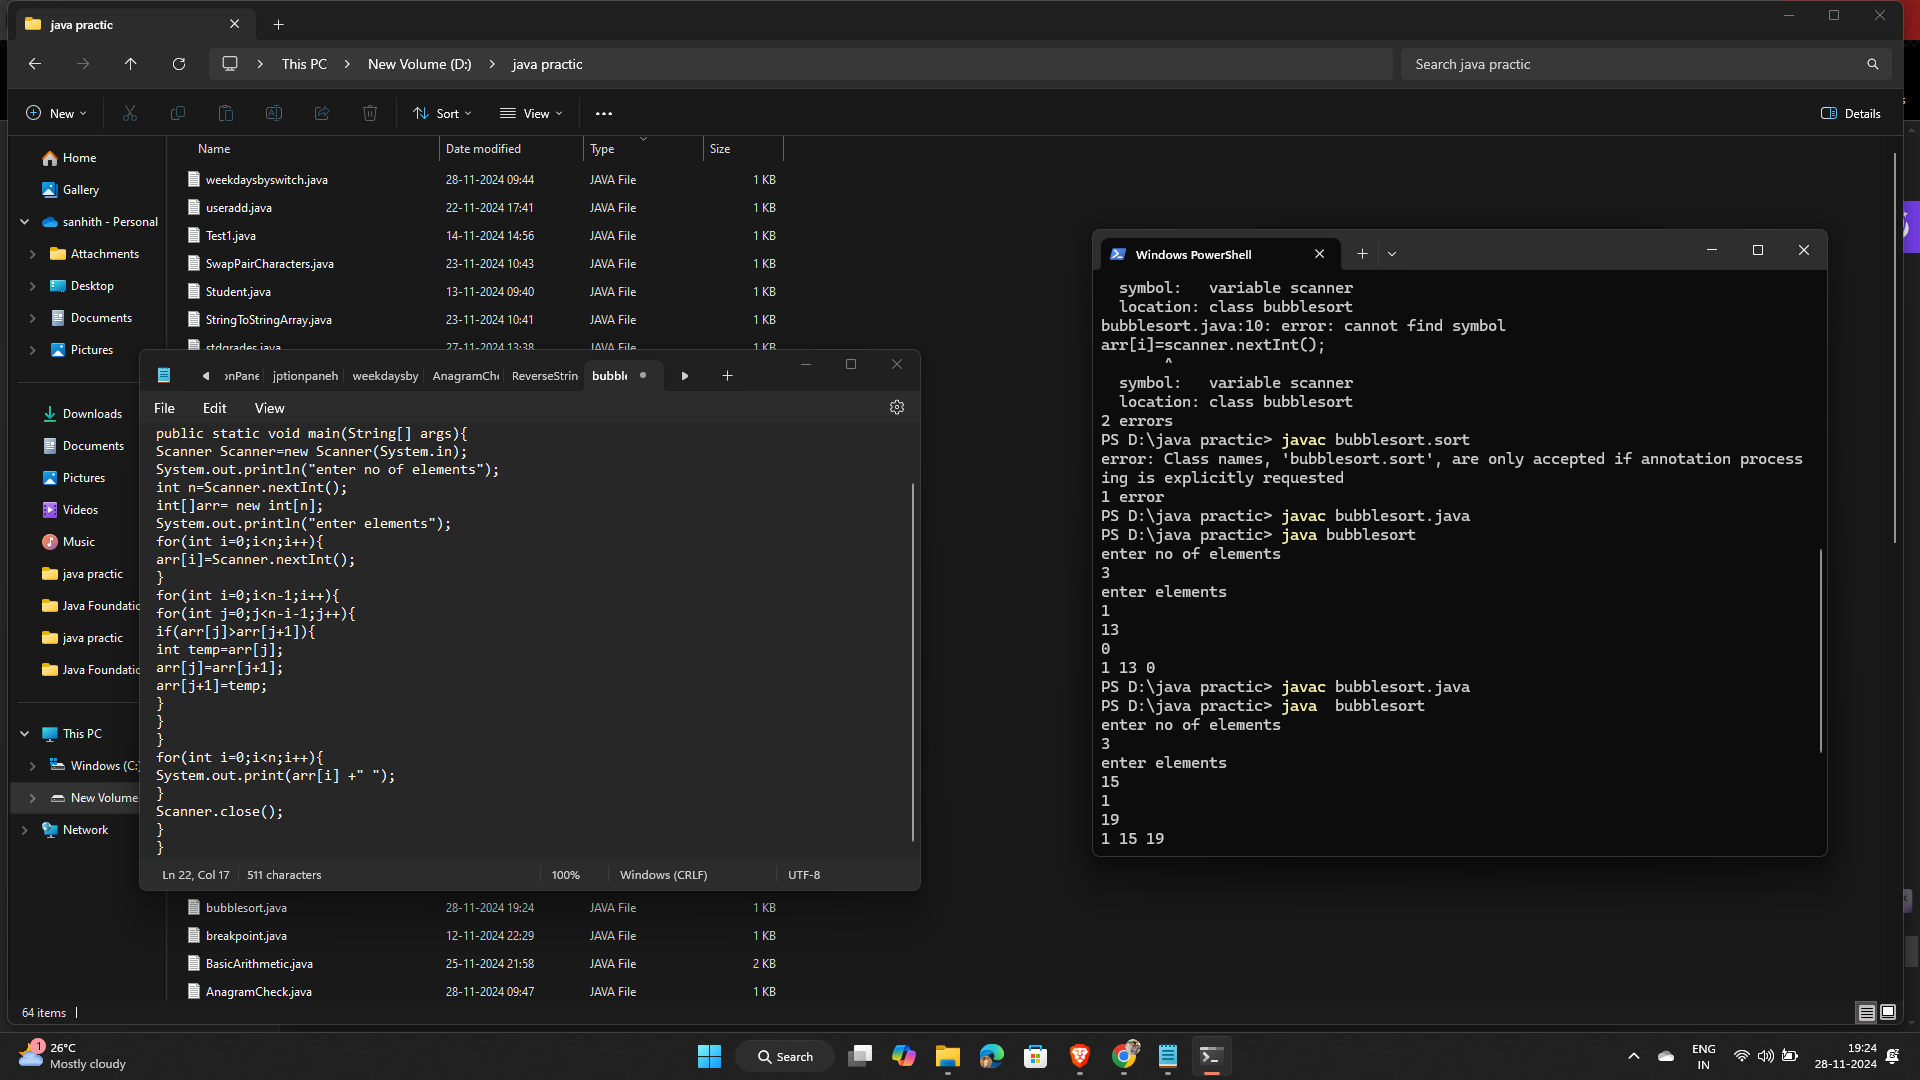 java practic
This PC
New Volume (D:)
java practic
Search java practic
New
Sort
View
Details
Name
Date modified
Type
Size
weekdaysbyswitch.java 28-11-2024 09:44 JAVA File 1 KB
useradd.java 22-11-2024 17:41 JAVA File 1 KB
Test1.java 14-11-2024 14:56 JAVA File 1 KB
SwapPairCharacters.java 23-11-2024 10:43 JAVA File 1 KB
Student.java 13-11-2024 09:40 JAVA File 1 KB
StringToStringArray.java 23-11-2024 10:41 JAVA File 1 KB
stdgrades.java 27-11-2024 13:38 JAVA File 1 KB
Home
Gallery
sanhith - Personal
Attachments
Desktop
Documents
Pictures
Downloads
Documents
Pictures
Videos
Music
java practic
Java Foundatio
java practic
Java Foundatio
This PC
Windows (C:)
New Volume
Network
onPane jptionpaneh weekdaysby AnagramChe ReverseStrin bubble
File Edit View
public static void main(String[] args){
Scanner Scanner=new Scanner(System.in);
System.out.println("enter no of elements");
int n=Scanner.nextInt();
int[]arr= new int[n];
System.out.println("enter elements");
for(int i=0;i<n;i++){
arr[i]=Scanner.nextInt();
}
for(int i=0;i<n-1;i++){
for(int j=0;j<n-i-1;j++){
if(arr[j]>arr[j+1]){
int temp=arr[j];
arr[j]=arr[j+1];
arr[j+1]=temp;
}
}
}
for(int i=0;i<n;i++){
System.out.print(arr[i] +" ");
}
Scanner.close();
}
}
Ln 22, Col 17 511 characters 100% Windows (CRLF) UTF-8
bubblesort.java 28-11-2024 19:24 JAVA File 1 KB
breakpoint.java 12-11-2024 22:29 JAVA File 1 KB
BasicArithmetic.java 25-11-2024 21:58 JAVA File 2 KB
AnagramCheck.java 28-11-2024 09:47 JAVA File 1 KB
64 items
Windows PowerShell
symbol: variable scanner
location: class bubblesort
bubblesort.java:10: error: cannot find symbol
arr[i]=scanner.nextInt();
^
symbol: variable scanner
location: class bubblesort
2 errors
PS D:\java practic> javac bubblesort.sort
error: Class names, 'bubblesort.sort', are only accepted if annotation process
ing is explicitly requested
1 error
PS D:\java practic> javac bubblesort.java
PS D:\java practic> java bubblesort
enter no of elements
3
enter elements
1
13
0
1 13 0
PS D:\java practic> javac bubblesort.java
PS D:\java practic> java  bubblesort
enter no of elements
3
enter elements
15
1
19
1 15 19
1
26°C
Mostly cloudy
Search
ENG
IN
19:24
28-11-2024